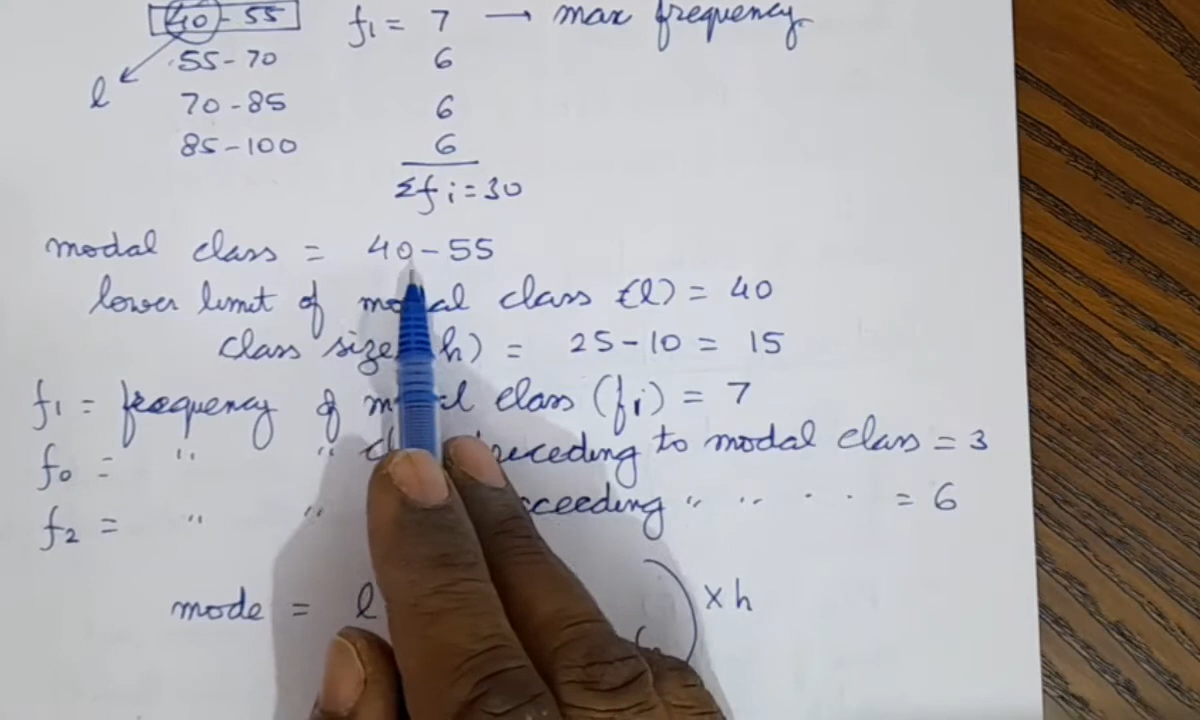 40-55 f1 = 7 → max frequency
55-70 6
l
70-85 6
85-100 6
Σfi = 30
modal class = 40-55
lower limit of modal class (l) = 40
class size h) = 25-10 = 15
f1 = frequency of modal class (fi) = 7
f0 = " " preceding to modal class = 3
f2 = " " " " . . = 6
mode = l ) × h